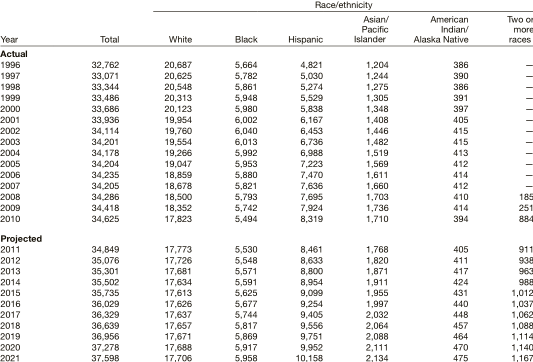 Race/ethnicity
Asian/ American Two or
Pacific Indian/ more
Year Total White Black Hispanic Islander Alaska Native races
Actual
1996 32,762 20,687 5,664 4,821 1,204 386 —
1997 33,071 20,625 5,782 5,030 1,244 390 —
1998 33,344 20,548 5,861 5,274 1,275 386 —
1999 33,486 20,313 5,948 5,529 1,305 391 —
2000 33,686 20,123 5,980 5,838 1,348 397 —
2001 33,936 19,954 6,002 6,167 1,408 405 —
2002 34,114 19,760 6,040 6,453 1,446 415 —
2003 34,201 19,554 6,013 6,736 1,482 415 —
2004 34,178 19,266 5,992 6,988 1,519 413 —
2005 34,204 19,047 5,953 7,223 1,569 412 —
2006 34,235 18,859 5,880 7,470 1,611 414 —
2007 34,205 18,678 5,821 7,636 1,660 412 —
2008 34,286 18,500 5,793 7,695 1,703 410 185
2009 34,418 18,352 5,742 7,924 1,736 414 251
2010 34,625 17,823 5,494 8,319 1,710 394 884
Projected
2011 34,849 17,773 5,530 8,461 1,768 405 911
2012 35,076 17,726 5,548 8,633 1,820 411 938
2013 35,301 17,681 5,571 8,800 1,871 417 963
2014 35,502 17,634 5,591 8,954 1,911 424 988
2015 35,735 17,613 5,625 9,099 1,955 431 1,012
2016 36,029 17,626 5,677 9,254 1,997 440 1,037
2017 36,329 17,637 5,744 9,405 2,032 448 1,062
2018 36,639 17,657 5,817 9,556 2,064 457 1,088
2019 36,956 17,671 5,869 9,751 2,088 464 1,114
2020 37,278 17,688 5,917 9,952 2,111 470 1,140
2021 37,598 17,706 5,958 10,158 2,134 475 1,167